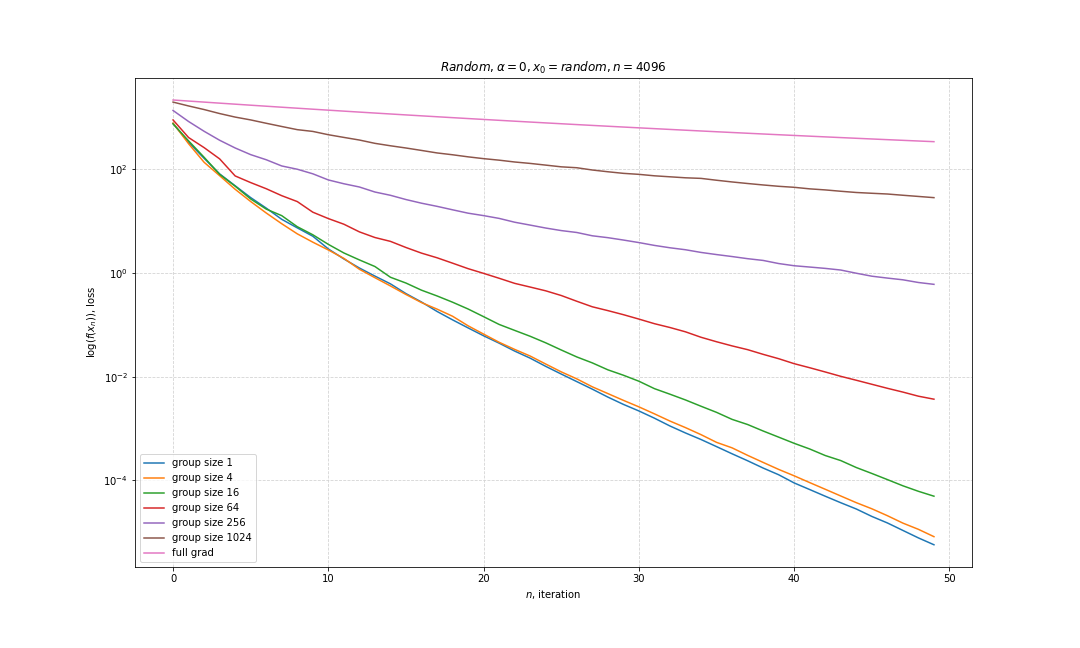 Random, α = 0, x₀ = random, n = 4096
log(f(xₙ)), loss
10²
10⁰
10⁻²
10⁻⁴
group size 1
group size 4
group size 16
group size 64
group size 256
group size 1024
full grad
0 10 20 30 40 50
n, iteration